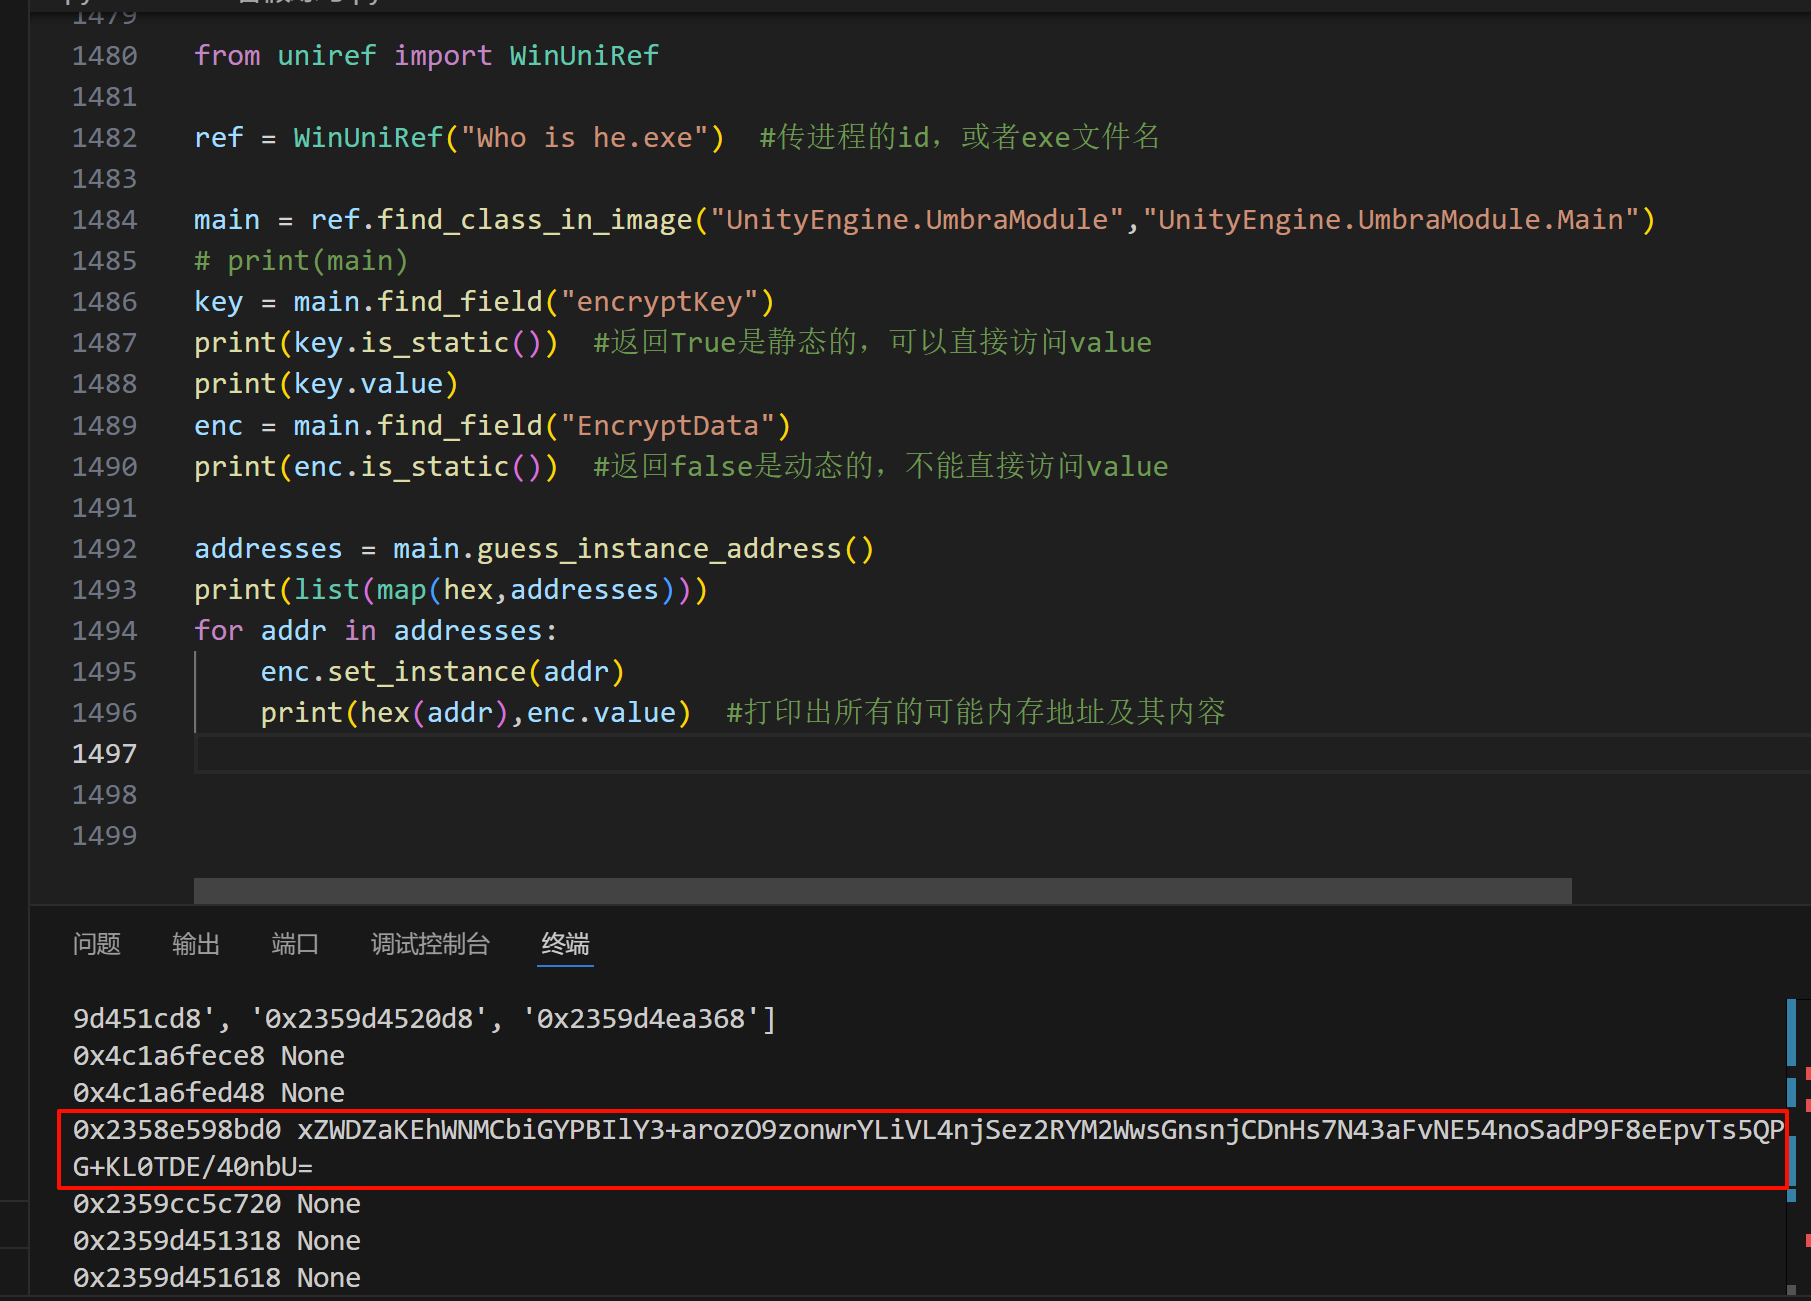 1479
1480 from uniref import WinUniRef
1481
1482 ref = WinUniRef("Who is he.exe")  #传进程的id，或者exe文件名
1483
1484 main = ref.find_class_in_image("UnityEngine.UmbraModule","UnityEngine.UmbraModule.Main")
1485 # print(main)
1486 key = main.find_field("encryptKey")
1487 print(key.is_static())  #返回True是静态的，可以直接访问value
1488 print(key.value)
1489 enc = main.find_field("EncryptData")
1490 print(enc.is_static())  #返回false是动态的，不能直接访问value
1491
1492 addresses = main.guess_instance_address()
1493 print(list(map(hex,addresses)))
1494 for addr in addresses:
1495     enc.set_instance(addr)
1496     print(hex(addr),enc.value)  #打印出所有的可能内存地址及其内容
1497
1498
1499
问题 输出 端口 调试控制台 终端
9d451cd8', '0x2359d4520d8', '0x2359d4ea368']
0x4c1a6fece8 None
0x4c1a6fed48 None
0x2358e598bd0 xZWDZaKEhWNMCbiGYPBIlY3+arozO9zonwrYLiVL4njSez2RYM2WwsGnsnjCDnHs7N43aFvNE54noSadP9F8eEpvTs5QP
G+KL0TDE/40nbU=
0x2359cc5c720 None
0x2359d451318 None
0x2359d451618 None